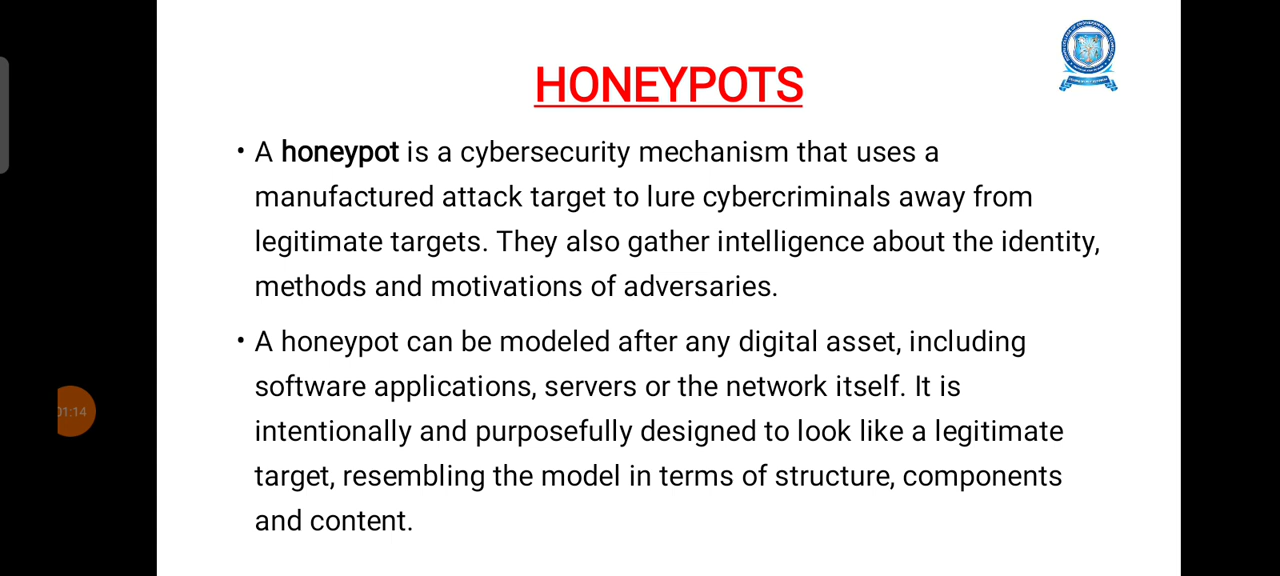 HONEYPOTS
• A honeypot is a cybersecurity mechanism that uses a
manufactured attack target to lure cybercriminals away from
legitimate targets. They also gather intelligence about the identity,
methods and motivations of adversaries.
• A honeypot can be modeled after any digital asset, including
software applications, servers or the network itself. It is
intentionally and purposefully designed to look like a legitimate
target, resembling the model in terms of structure, components
and content.
01:14